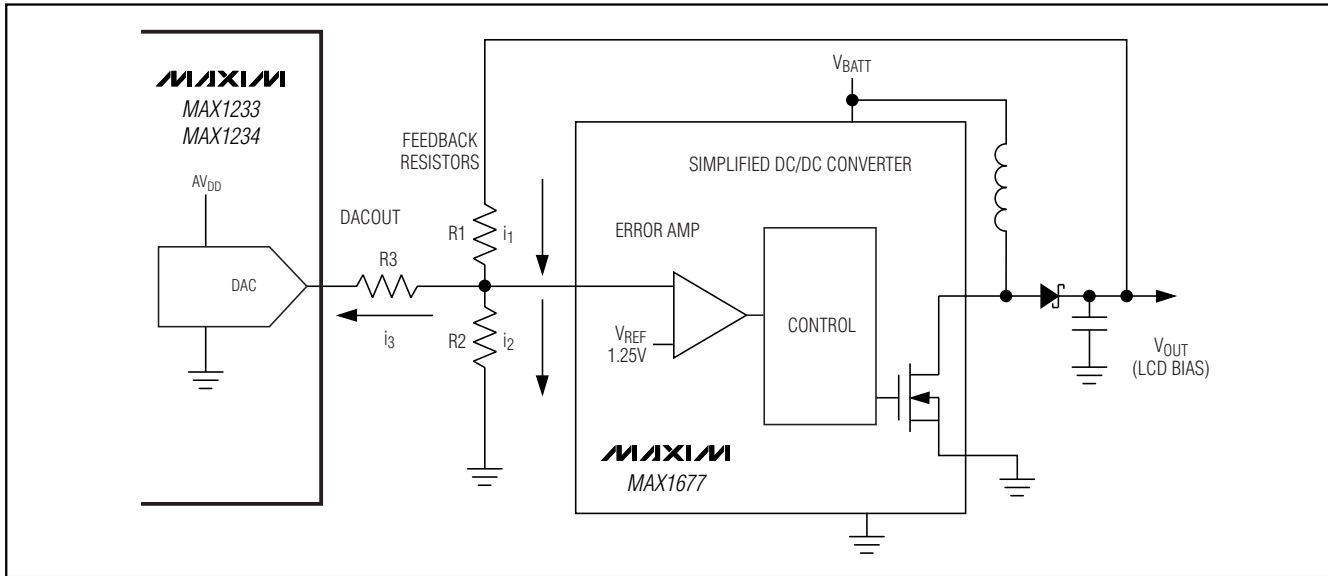 MAXIM
MAX1233
MAX1234
AVDD
DAC
DACOUT
R3
i3
FEEDBACK
RESISTORS
R1
i1
R2
i2
VBATT
SIMPLIFIED DC/DC CONVERTER
ERROR AMP
VREF
1.25V
CONTROL
MAXIM
MAX1677
VOUT
(LCD BIAS)